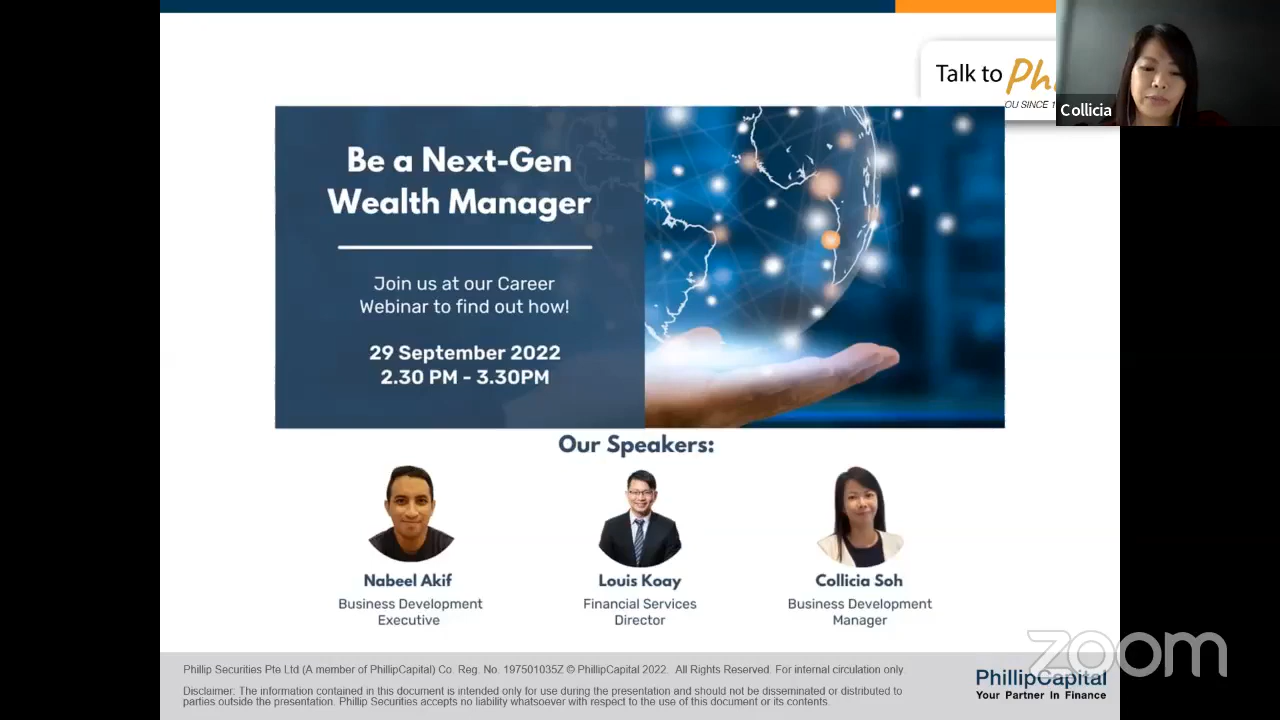 Talk to
OU SINCE 1
Collicia
Be a Next-Gen
Wealth Manager
Join us at our Career
Webinar to find out how!
29 September 2022
2.30 PM - 3.30PM
Our Speakers:
Nabeel Akif
Business Development
Executive
Louis Koay
Financial Services
Director
Collicia Soh
Business Development
Manager
zoom
Phillip Securities Pte Ltd (A member of PhillipCapital) Co. Reg. No. 197501035Z © PhillipCapital 2022. All Rights Reserved. For internal circulation only.
Disclaimer: The information contained in this document is intended only for use during the presentation and should not be disseminated or distributed to
parties outside the presentation. Phillip Securities accepts no liability whatsoever with respect to the use of this document or its contents.
PhillipCapital
Your Partner In Finance